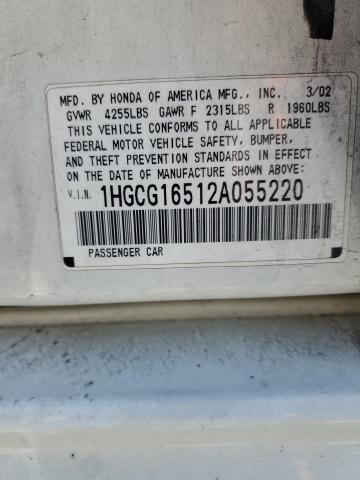 MFD. BY HONDA OF AMERICA MFG., INC. 3/02
GVWR 4255LBS GAWR F 2315LBS R 1960LBS
THIS VEHICLE CONFORMS TO ALL APPLICABLE
FEDERAL MOTOR VEHICLE SAFETY, BUMPER,
AND THEFT PREVENTION STANDARDS IN EFFECT
ON THE DATE OF MANUFACTURE SHOWN ABOVE:
V.I.N. 1HGCG16512A055220
PASSENGER CAR